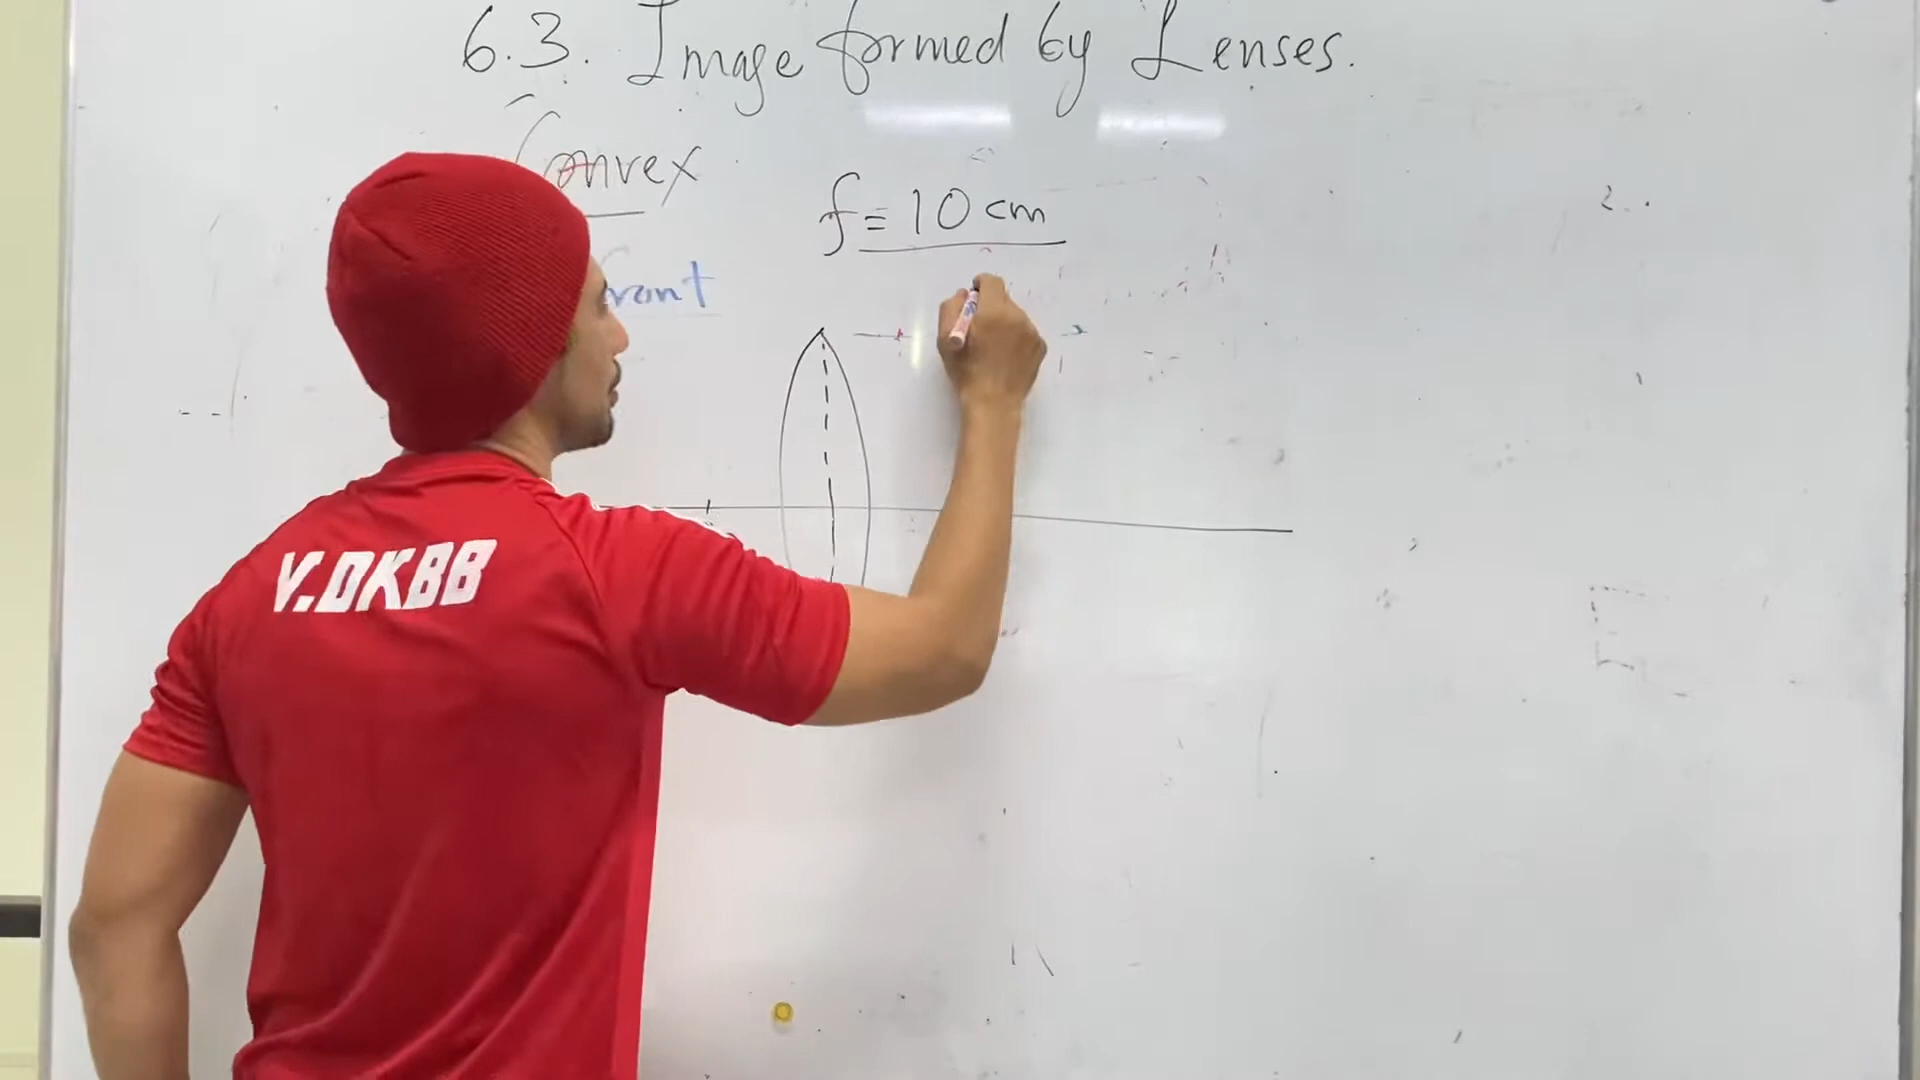 6.3. Image formed by Lenses.
Convex
f = 10 cm
V.DKBB